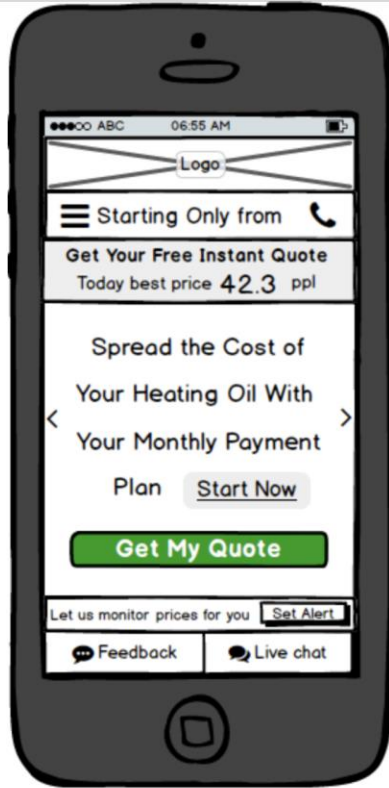 ABC 06:55 AM
Logo
Starting Only from
Get Your Free Instant Quote
Today best price 42.3 ppl
Spread the Cost of
Your Heating Oil With
Your Monthly Payment
Plan Start Now
Get My Quote
Let us monitor prices for you Set Alert
Feedback Live chat